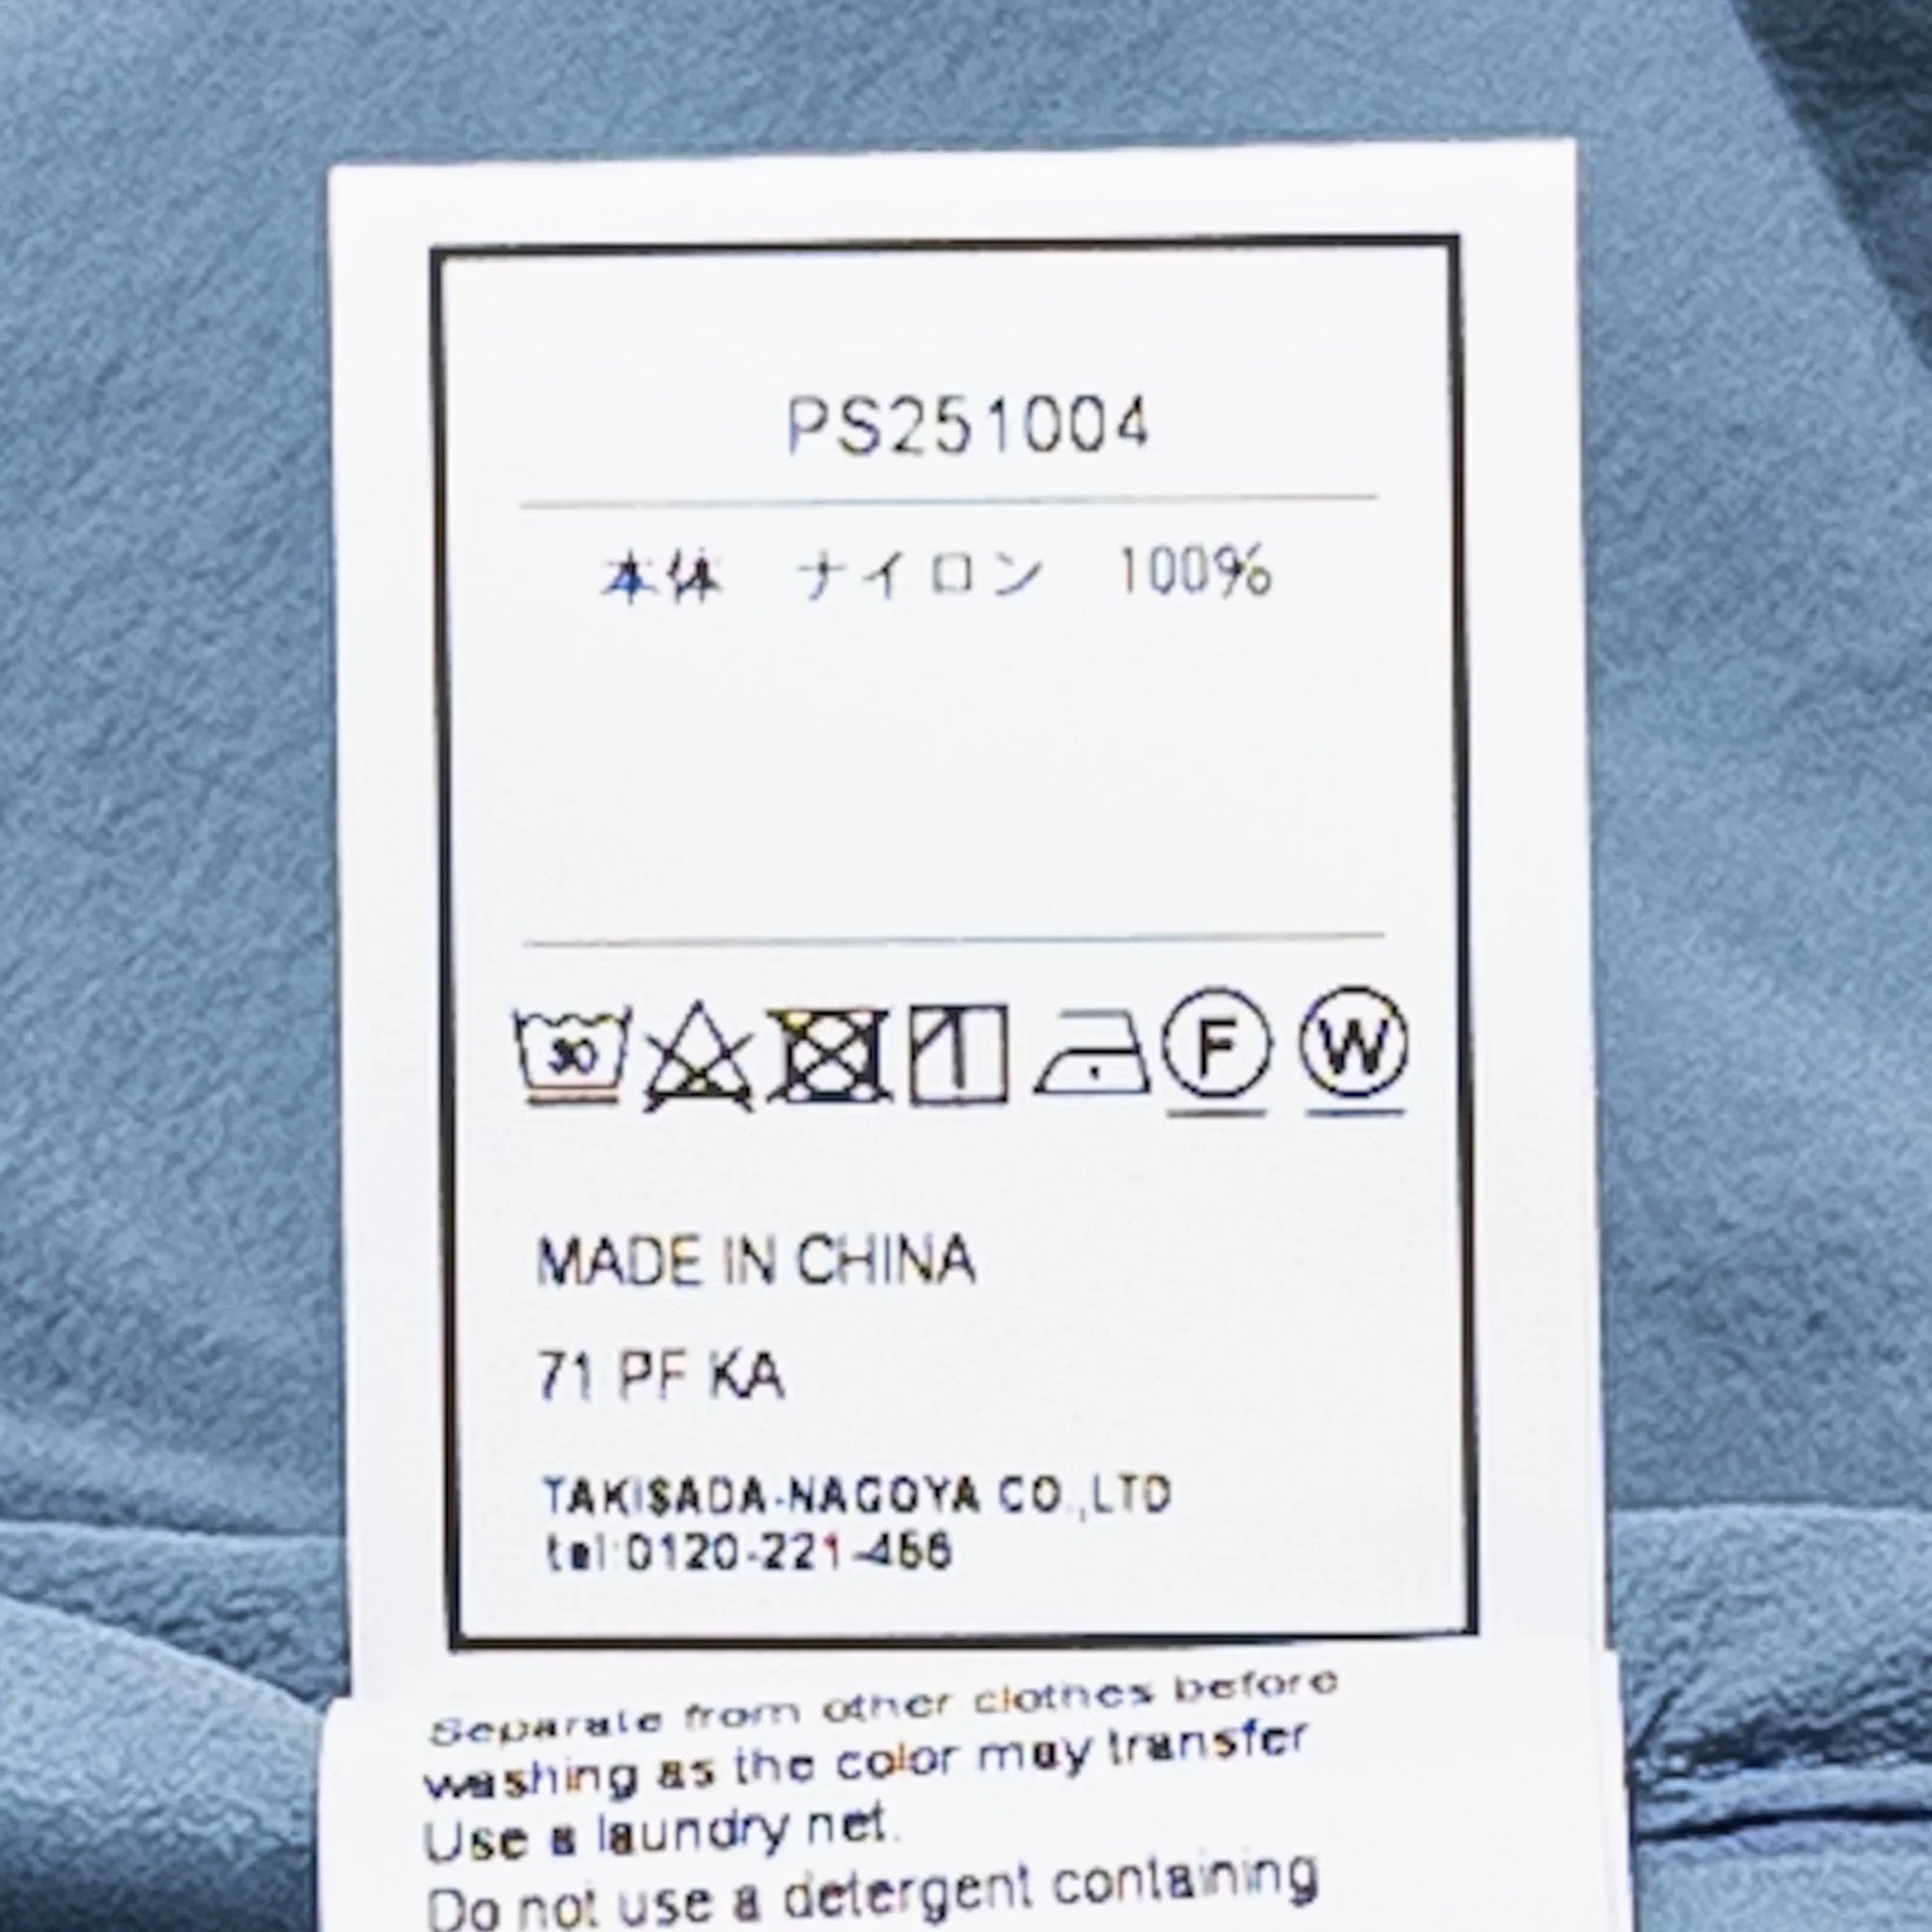 PS251004
本体 ナイロン 100%
30
F W
MADE IN CHINA
71 PF KA
TAKISADA-NAGOYA CO.,LTD
tel:0120-221-456
Separate from other clothes before
washing as the color may transfer
Use a laundry net.
Do not use a detergent containing